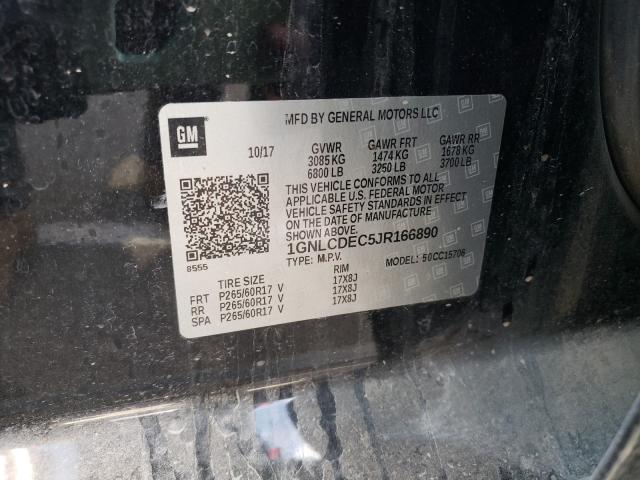 MFD BY GENERAL MOTORS LLC
GM
10/17 GVWR GAWR FRT GAWR RR
3085 KG 1474 KG 1678 KG
6800 LB 3250 LB 3700 LB
THIS VEHICLE CONFORMS TO ALL
APPLICABLE U.S. FEDERAL MOTOR
VEHICLE SAFETY STANDARDS IN EFFECT
ON THE DATE OF MANUFACTURE
SHOWN ABOVE.
1GNLCDEC5JR166890
8555 TYPE: M.P.V. MODEL: 50CC15706
TIRE SIZE RIM
FRT P265/60R17 V 17X8J
RR P265/60R17 V 17X8J
SPA P265/60R17 V 17X8J